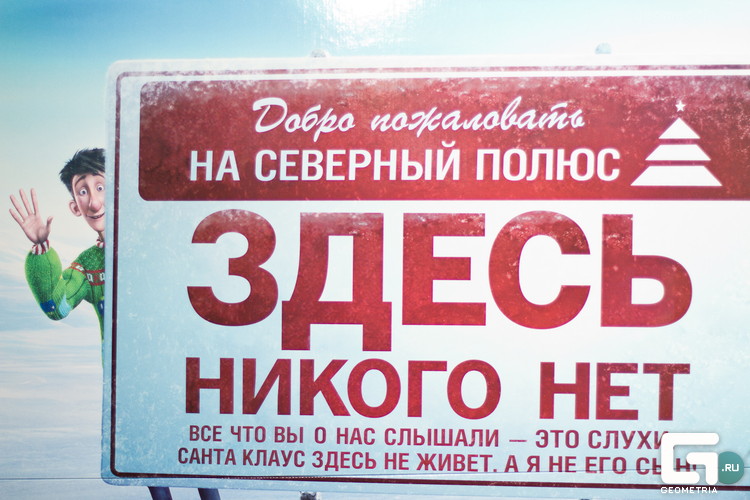 Добро пожаловать
НА СЕВЕРНЫЙ ПОЛЮС
ЗДЕСЬ
НИКОГО НЕТ
ВСЕ ЧТО ВЫ О НАС СЛЫШАЛИ — ЭТО СЛУХИ
САНТА КЛАУС ЗДЕСЬ НЕ ЖИВЕТ. А Я НЕ ЕГО
G .RU
GEOMETRIA